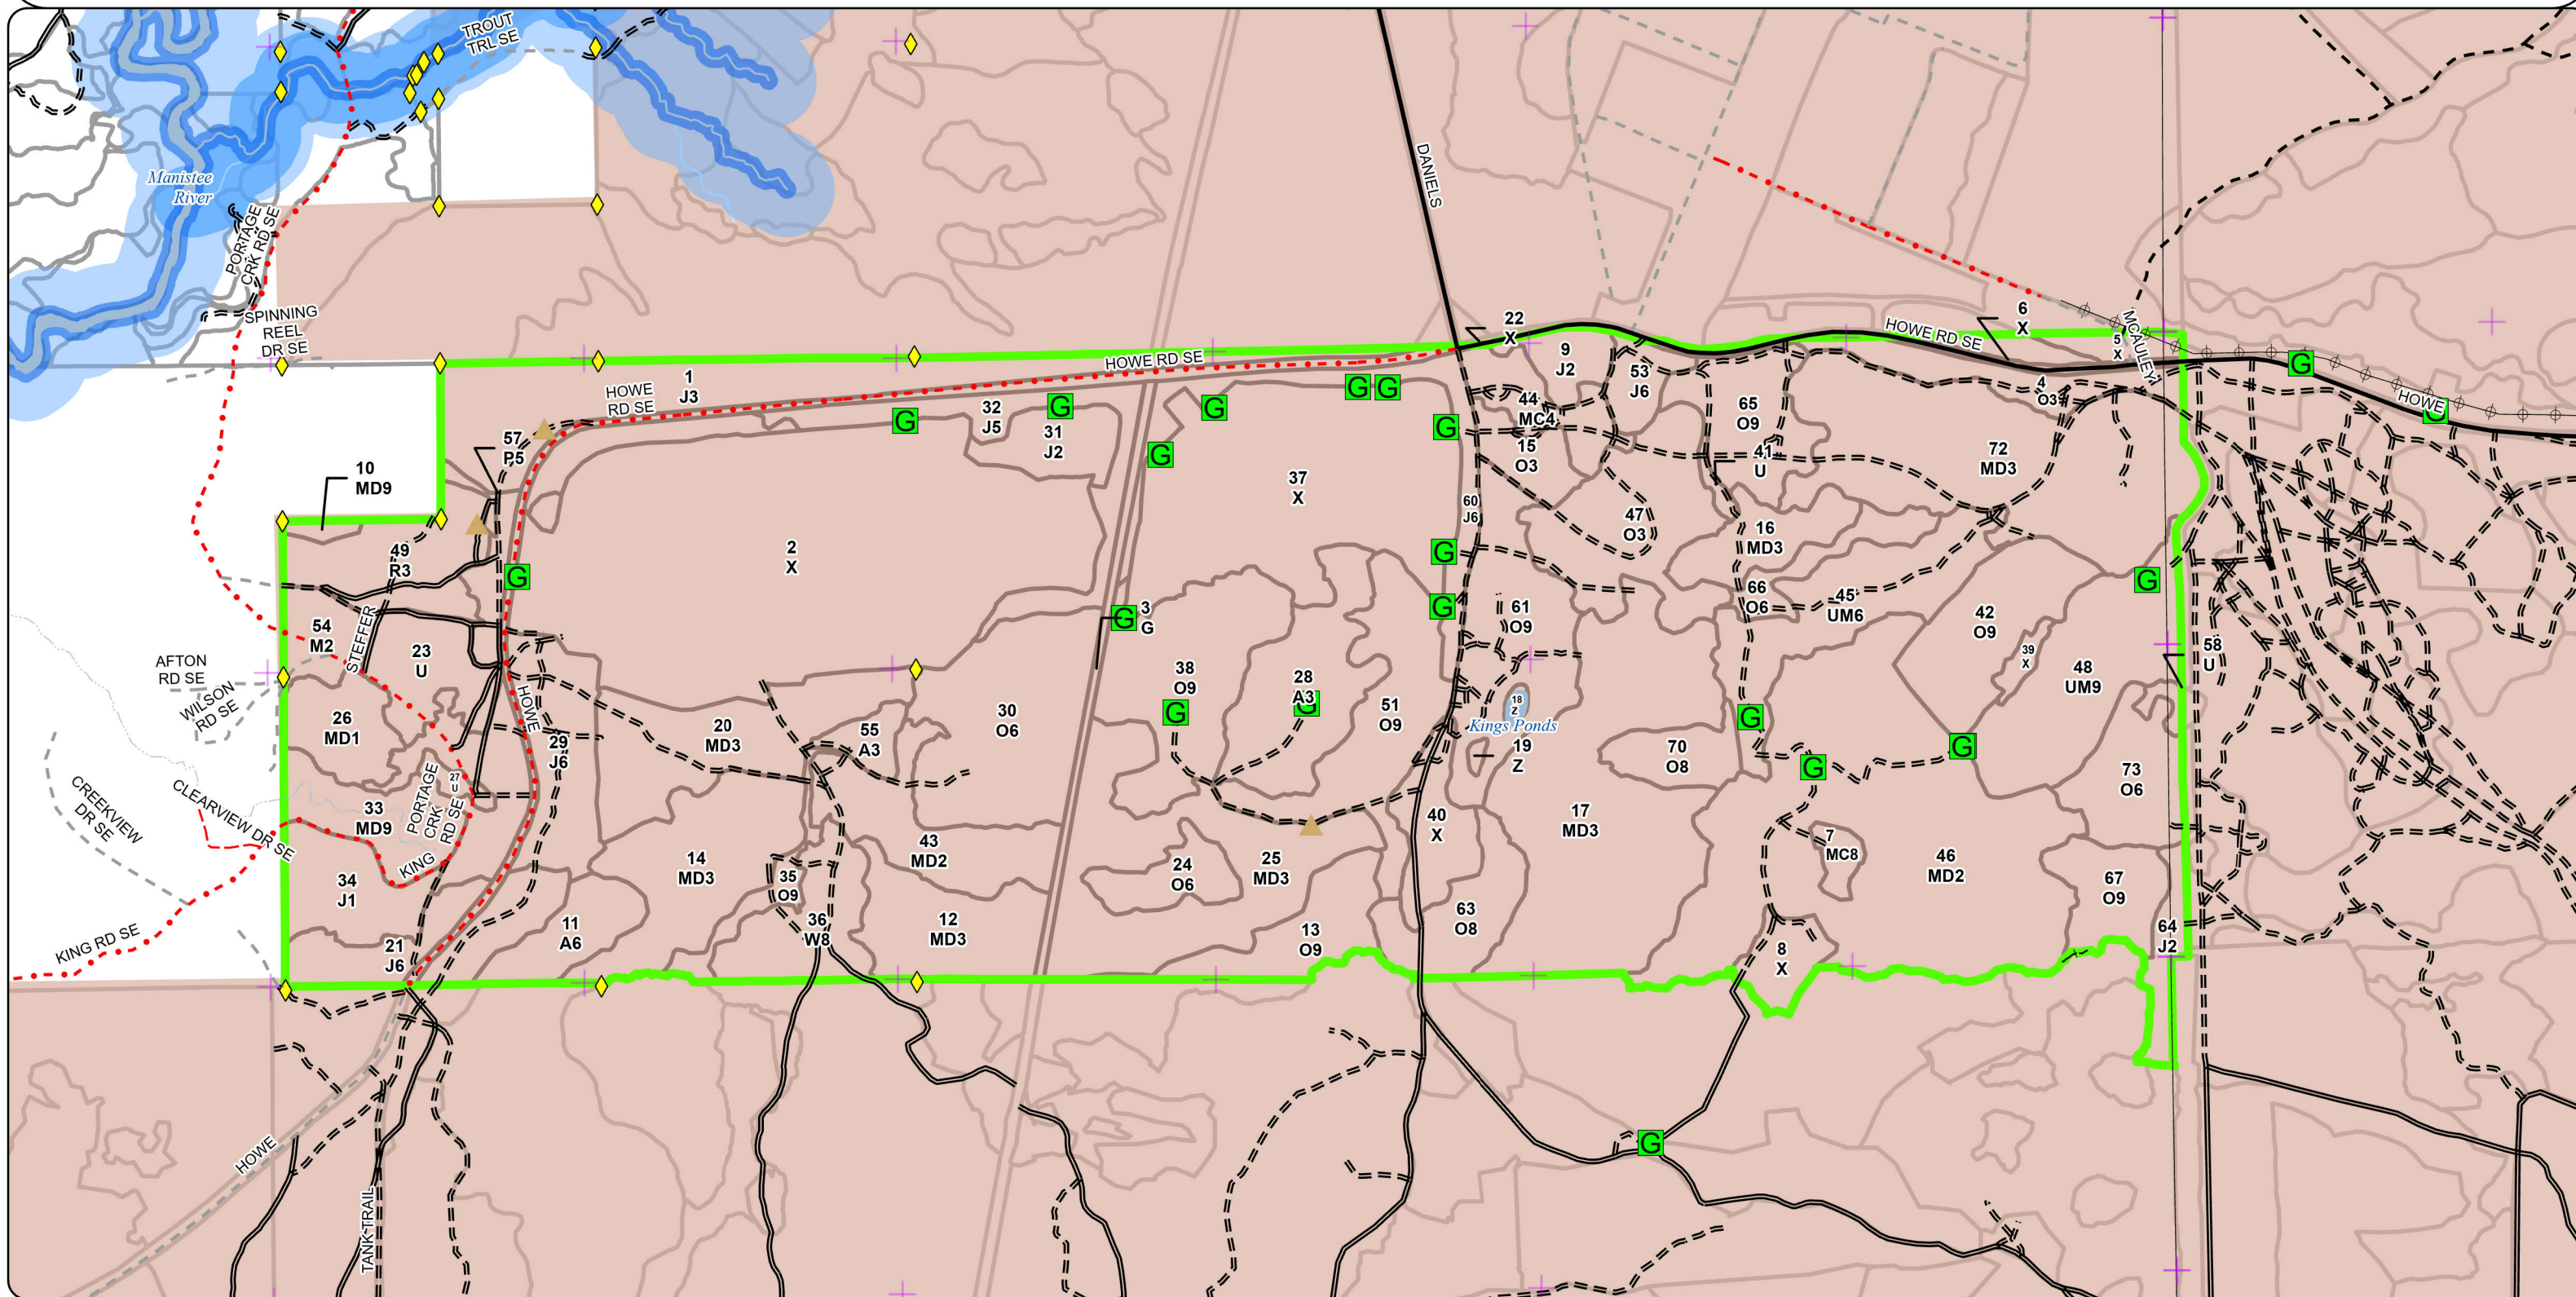 TROUT
TRL SE
Manistee
River
PORTAGE
CRK RD SE
SPINNING
REEL
DR SE
DANIELS
HOWE RD SE
HOWE
RD SE
HOWE RD SE
MCAULEY
HOWE
1
J3
22
X
9
J2
53
J6
6
X
5
X
4
O3
G
G
57
P5
32
J5
31
J2
G
G
G
G
G
G
G
44
MC4
15
O3
65
O9
41
U
72
MD3
10
MD9
49
R3
2
X
37
X
60
J6
47
O3
16
MD3
G
G
G
G
G
3
G
66
O6
45
UM6
42
O9
39
X
48
UM9
58
U
54
M2
STEFFER
23
U
61
O9
AFTON
RD SE
WILSON
RD SE
26
MD1
HOWE
29
J6
20
MD3
55
A3
30
O6
38
O9
G
28
A3
G
51
O9
18
Z
Kings Ponds
19
Z
70
O8
G
G
G
73
O6
CREEKVIEW
DR SE
CLEARVIEW DR SE
33
MD9
PORTAGE
CRK
RD SE
27
U
KING
34
J1
14
MD3
35
O9
43
MD2
24
O6
25
MD3
40
X
17
MD3
7
MC8
46
MD2
67
O9
KING RD SE
21
J6
11
A6
36
W8
12
MD3
13
O9
63
O8
8
X
64
J2
HOWE
TANK TRAIL
G